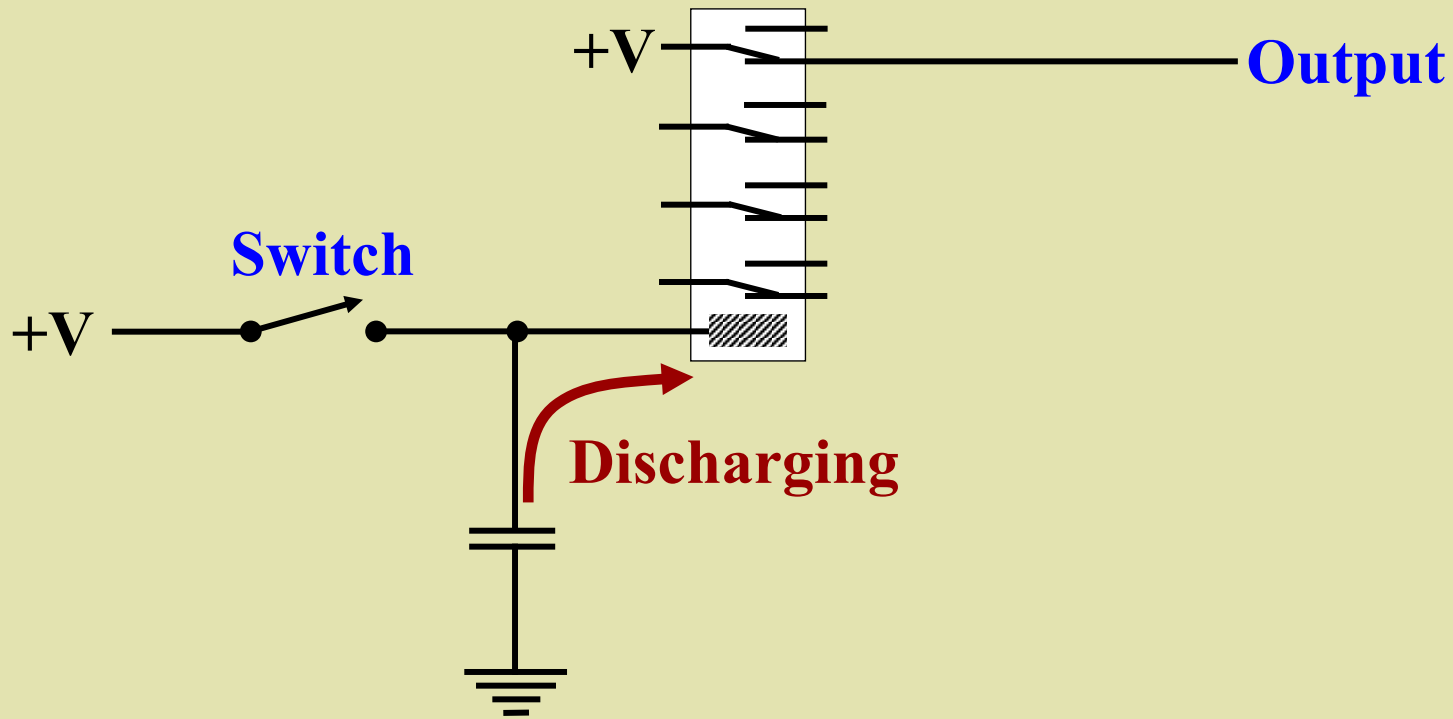 +V
Output
Switch
+V
Discharging